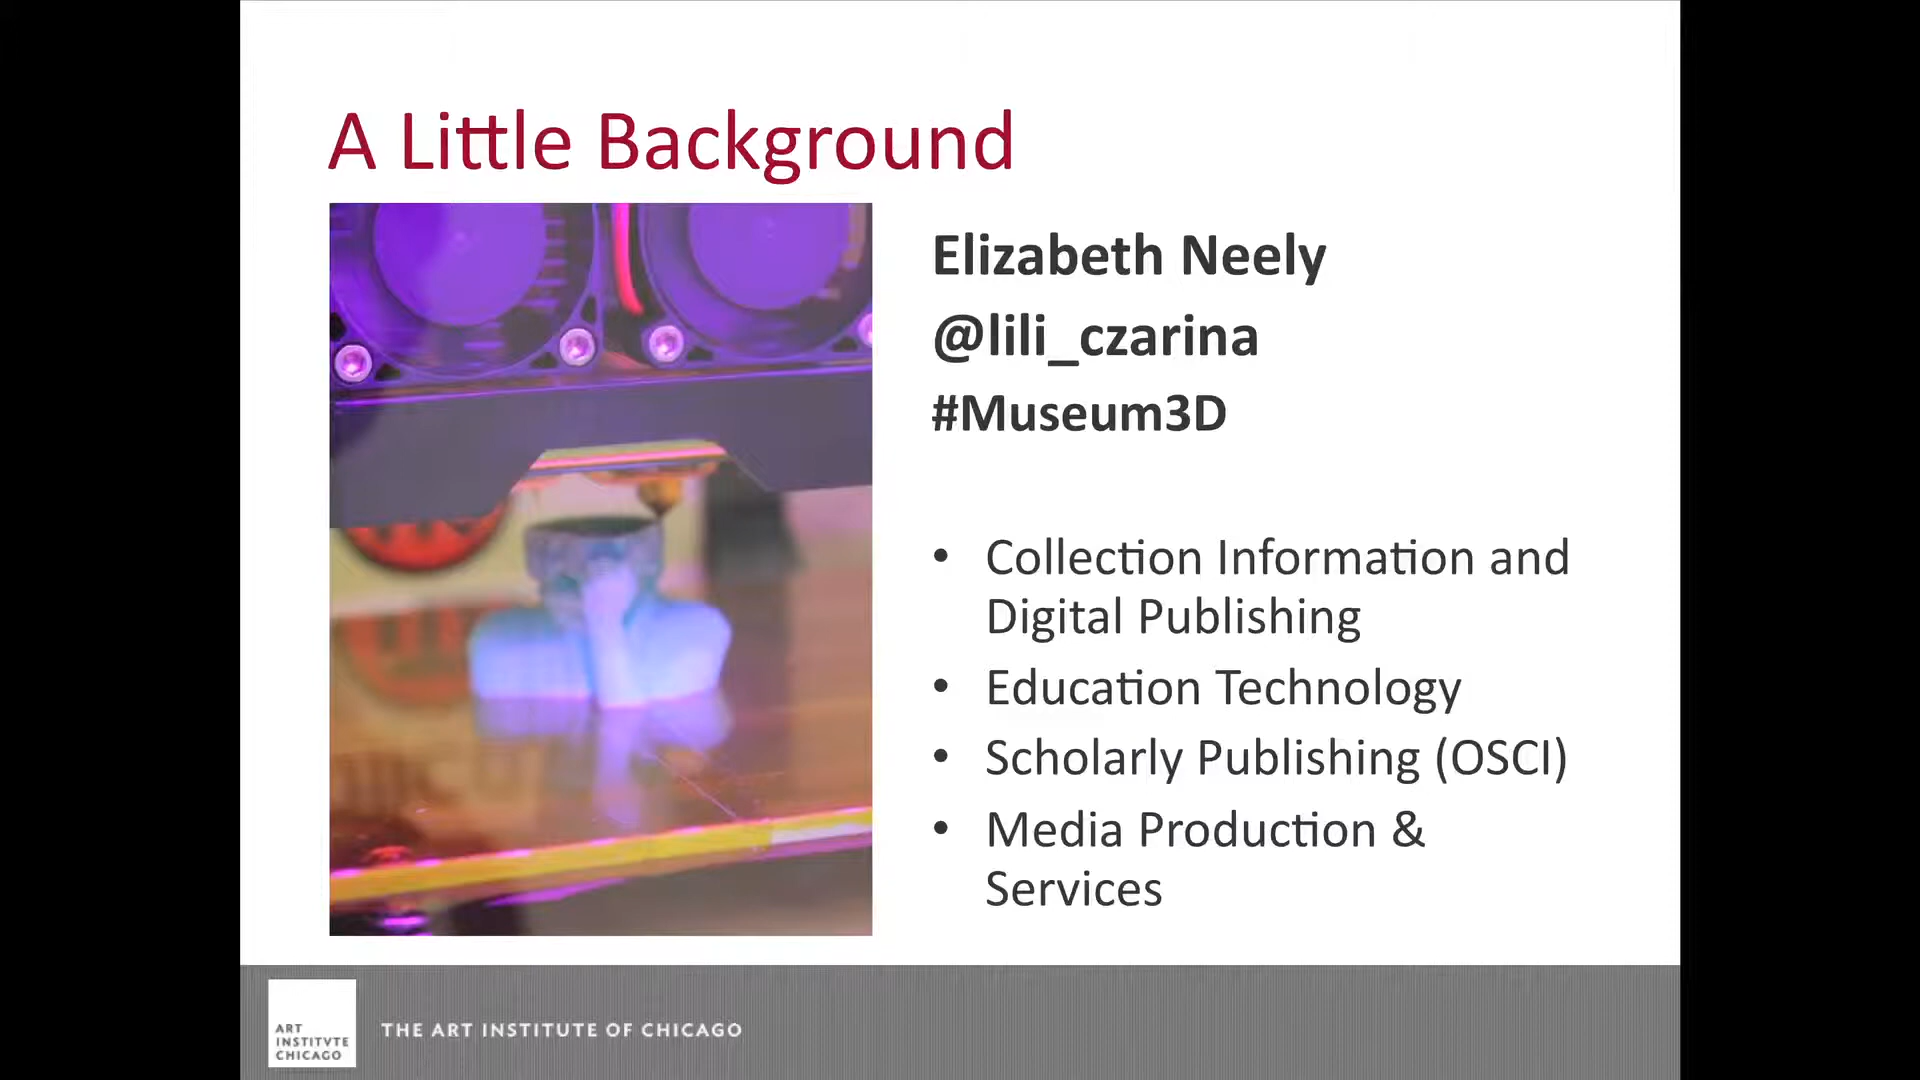 A Little Background
Elizabeth Neely
@lili_czarina
#Museum3D
• Collection Information and
Digital Publishing
• Education Technology
• Scholarly Publishing (OSCI)
• Media Production &
Services
ART
INSTITVTE
CHICAGO
THE ART INSTITUTE OF CHICAGO